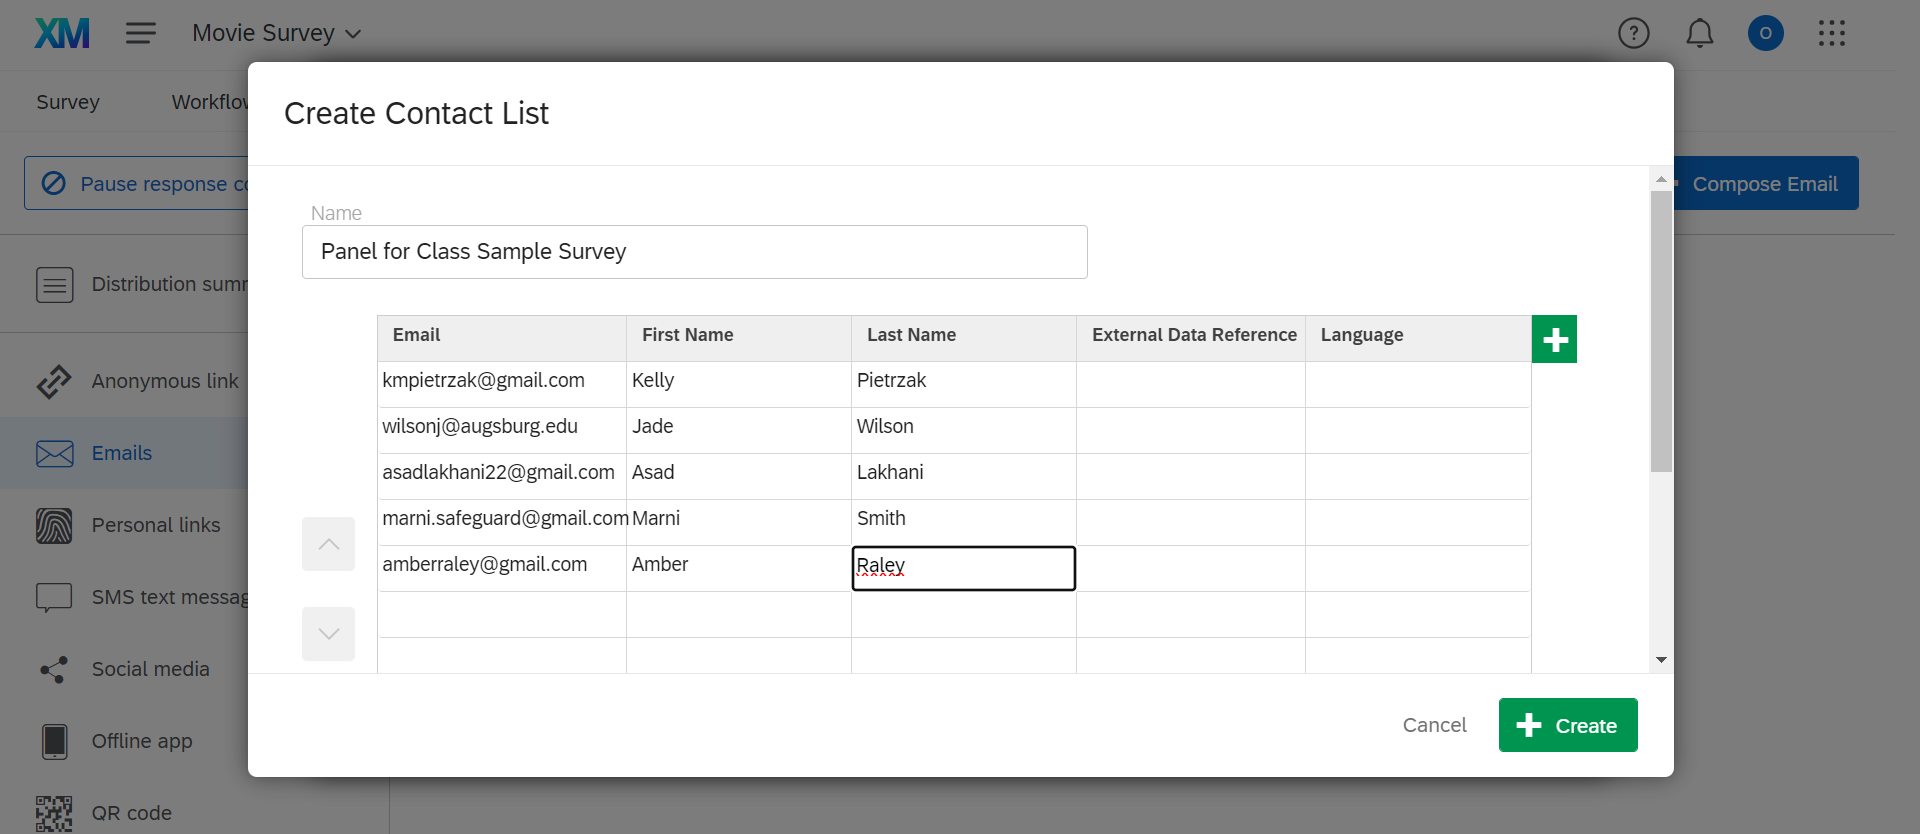 XM Movie Survey ? O
Survey Workflow
Create Contact List
Pause response co
Compose Email
Name
Panel for Class Sample Survey
Distribution summ
Email First Name Last Name External Data Reference Language
Anonymous link
kmpietrzak@gmail.com Kelly Pietrzak
wilsonj@augsburg.edu Jade Wilson
Emails
asadlakhani22@gmail.com Asad Lakhani
marni.safeguard@gmail.com Marni Smith
Personal links
amberraley@gmail.com Amber Raley
SMS text messag
Social media
Cancel Create
Offline app
QR code